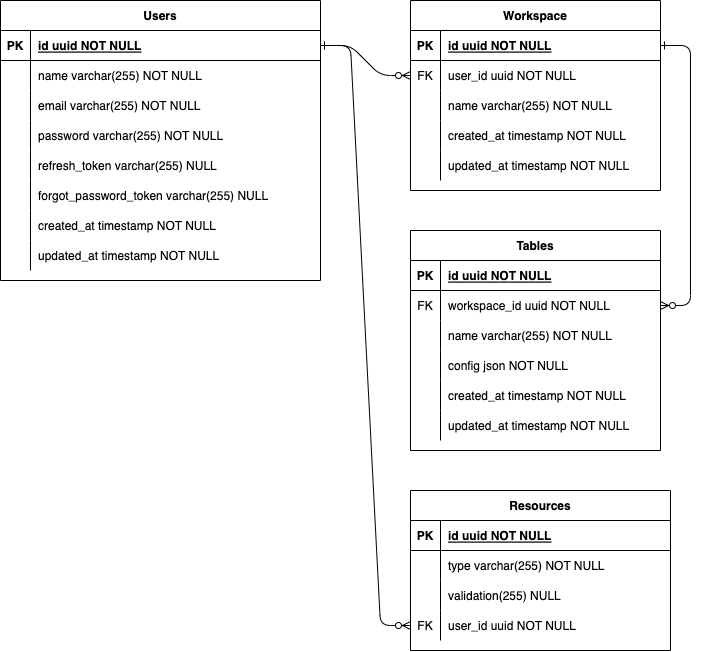 Users
PK id uuid NOT NULL
name varchar(255) NOT NULL
email varchar(255) NOT NULL
password varchar(255) NOT NULL
refresh_token varchar(255) NULL
forgot_password_token varchar(255) NULL
created_at timestamp NOT NULL
updated_at timestamp NOT NULL
Workspace
PK id uuid NOT NULL
FK user_id uuid NOT NULL
name varchar(255) NOT NULL
created_at timestamp NOT NULL
updated_at timestamp NOT NULL
Tables
PK id uuid NOT NULL
FK workspace_id uuid NOT NULL
name varchar(255) NOT NULL
config json NOT NULL
created_at timestamp NOT NULL
updated_at timestamp NOT NULL
Resources
PK id uuid NOT NULL
type varchar(255) NOT NULL
validation(255) NULL
FK user_id uuid NOT NULL